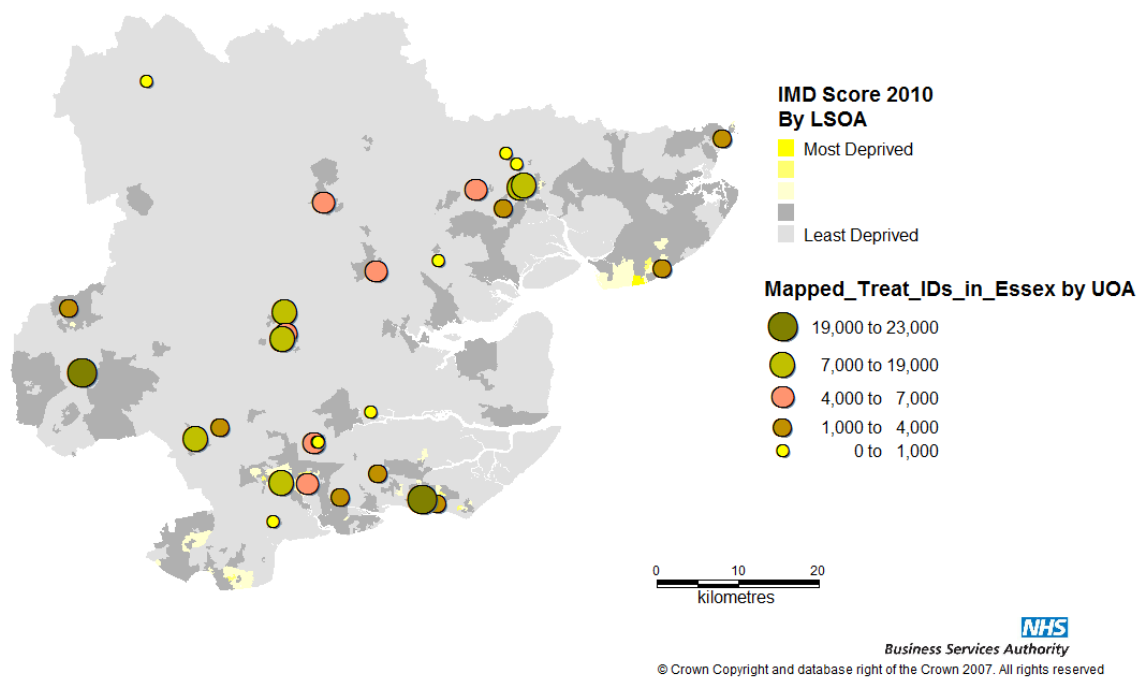 IMD Score 2010
By LSOA
Most Deprived
Least Deprived
Mapped_Treat_IDs_in_Essex by UOA
19,000 to 23,000
7,000 to 19,000
4,000 to 7,000
1,000 to 4,000
0 to 1,000
0 10 20
kilometres
NHS
Business Services Authority
© Crown Copyright and database right of the Crown 2007. All rights reserved